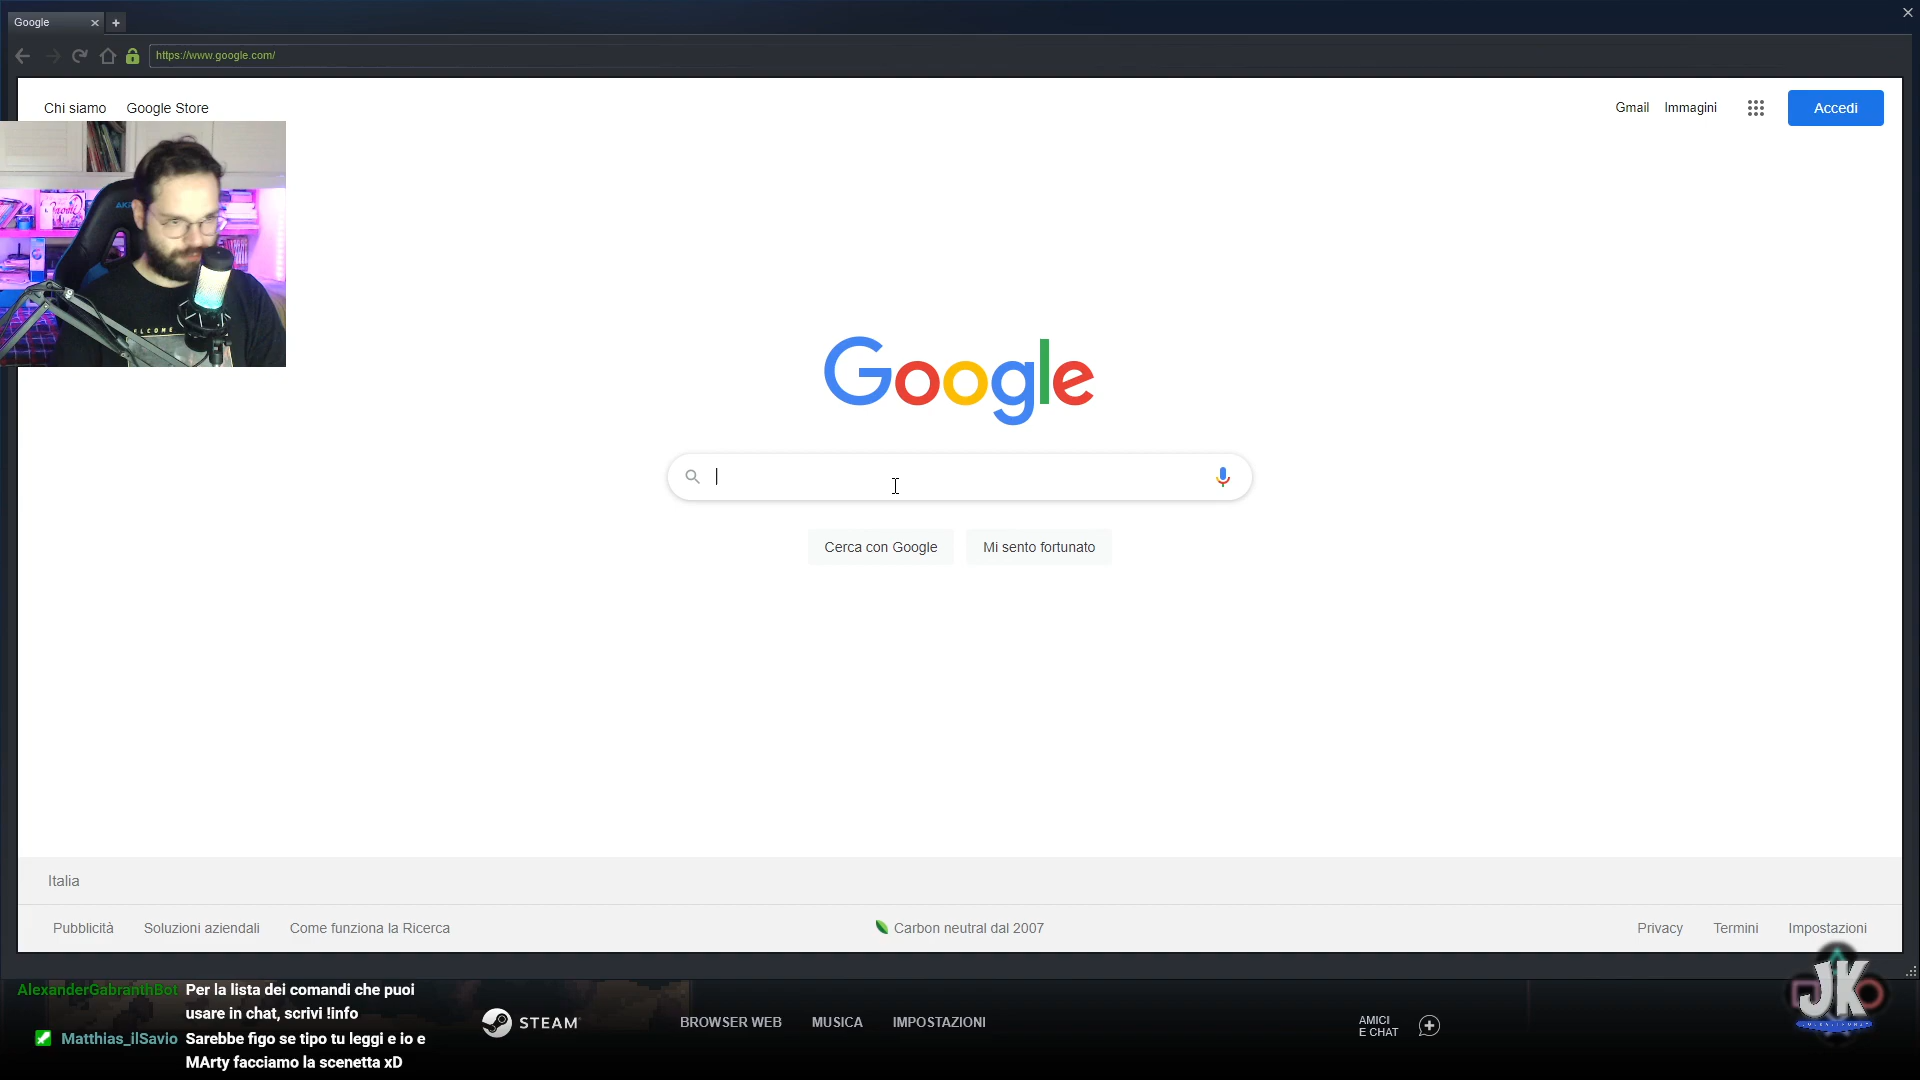 Google
https://www.google.com/
Chi siamo Google Store
Gmail Immagini Accedi
Google
Cerca con Google Mi sento fortunato
Italia
Pubblicità Soluzioni aziendali Come funziona la Ricerca Carbon neutral dal 2007 Privacy Termini Impostazioni
AlexanderGabranthBot Per la lista dei comandi che puoi
usare in chat, scrivi !info
Matthias_ilSavio Sarebbe figo se tipo tu leggi e io e
MArty facciamo la scenetta xD
STEAM BROWSER WEB MUSICA IMPOSTAZIONI
AMICI
E CHAT
JK